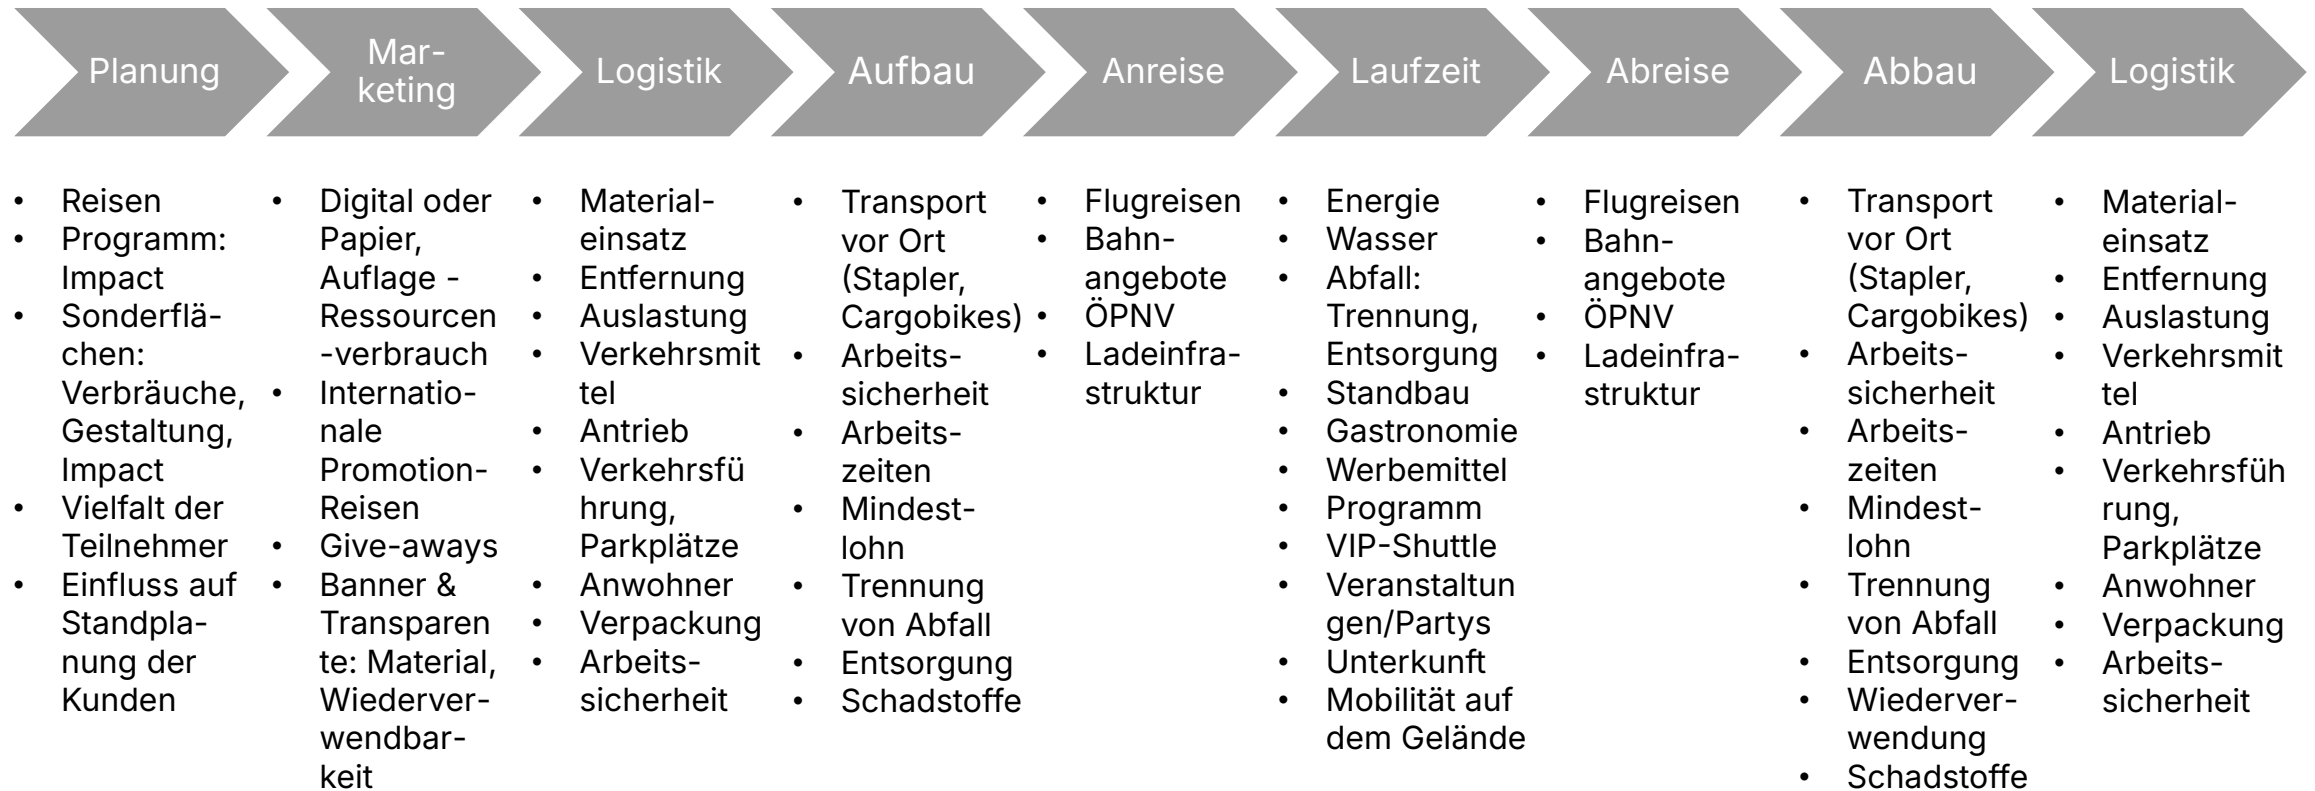 Planung
Mar-
keting
Logistik
Aufbau
Anreise
Laufzeit
Abreise
Abbau
Logistik
• Reisen
• Programm:
Impact
• Sonderflä-
chen:
Verbräuche,
Gestaltung,
Impact
• Vielfalt der
Teilnehmer
• Einfluss auf
Standpla-
nung der
Kunden
• Digital oder
Papier,
Auflage -
Ressourcen
-verbrauch
• Internatio-
nale
Promotion-
Reisen
• Give-aways
• Banner &
Transparen
te: Material,
Wiederver-
wendbar-
keit
• Material-
einsatz
• Entfernung
• Auslastung
• Verkehrsmit
tel
• Antrieb
• Verkehrsfü
hrung,
Parkplätze
• Anwohner
• Verpackung
• Arbeits-
sicherheit
• Transport
vor Ort
(Stapler,
Cargobikes)
• Arbeits-
sicherheit
• Arbeits-
zeiten
• Mindest-
lohn
• Trennung
von Abfall
• Entsorgung
• Schadstoffe
• Flugreisen
• Bahn-
angebote
• ÖPNV
• Ladeinfra-
struktur
• Energie
• Wasser
• Abfall:
Trennung,
Entsorgung
• Standbau
• Gastronomie
• Werbemittel
• Programm
• VIP-Shuttle
• Veranstaltun
gen/Partys
• Unterkunft
• Mobilität auf
dem Gelände
• Flugreisen
• Bahn-
angebote
• ÖPNV
• Ladeinfra-
struktur
• Transport
vor Ort
(Stapler,
Cargobikes)
• Arbeits-
sicherheit
• Arbeits-
zeiten
• Mindest-
lohn
• Trennung
von Abfall
• Entsorgung
• Wiederver-
wendung
• Schadstoffe
• Material-
einsatz
• Entfernung
• Auslastung
• Verkehrsmit
tel
• Antrieb
• Verkehrsfüh
rung,
Parkplätze
• Anwohner
• Verpackung
• Arbeits-
sicherheit